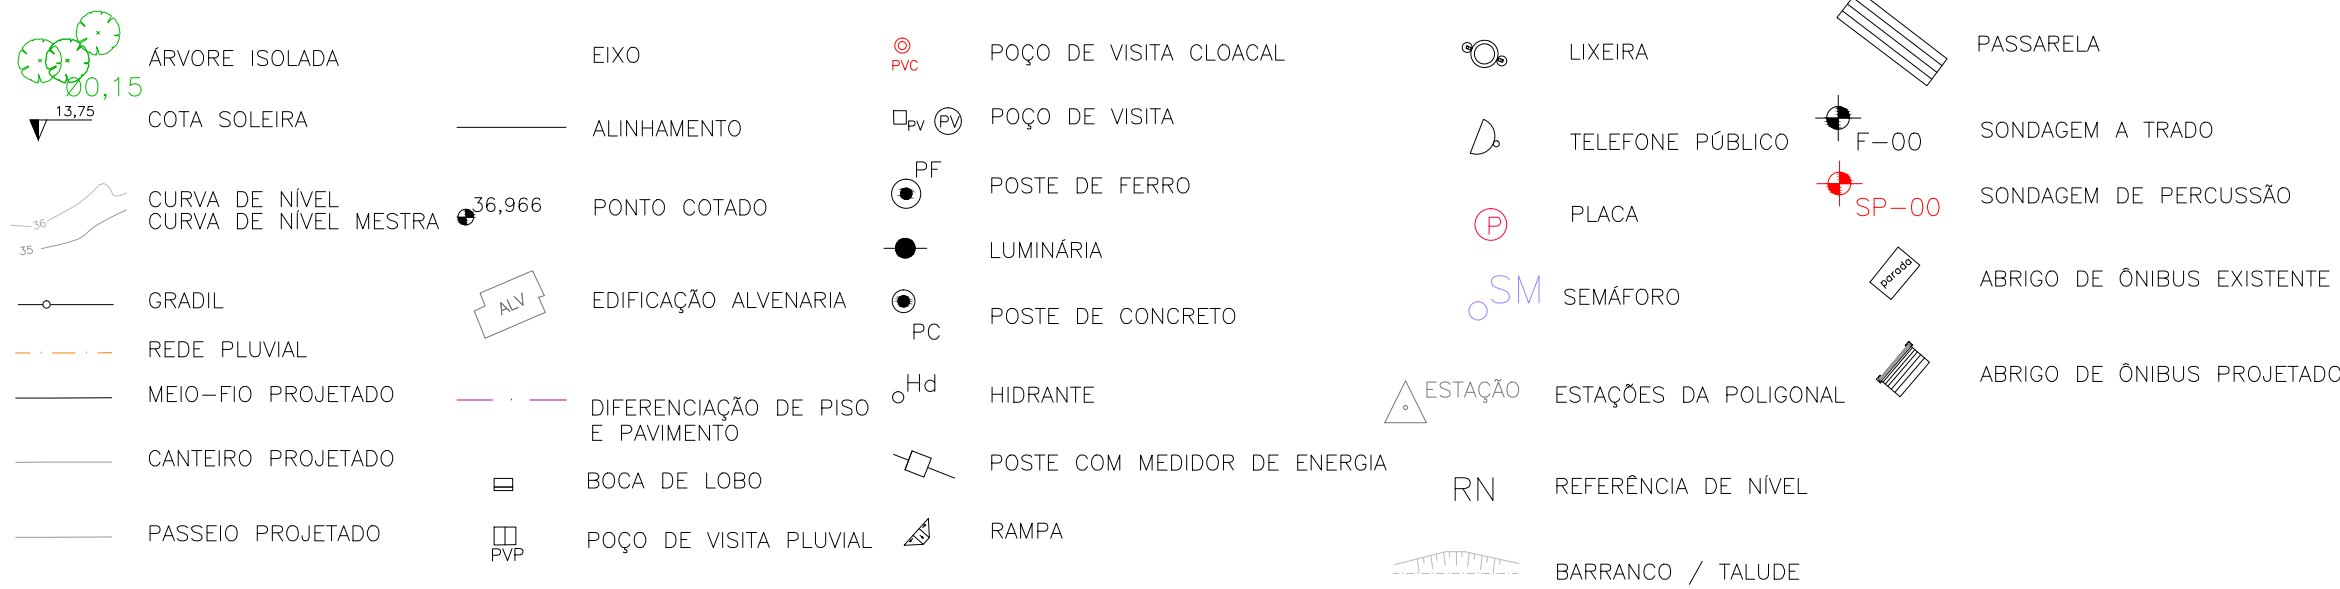 Ø0,15
ÁRVORE ISOLADA
13,75
COTA SOLEIRA
36
35
CURVA DE NÍVEL
CURVA DE NÍVEL MESTRA
GRADIL
REDE PLUVIAL
MEIO-FIO PROJETADO
CANTEIRO PROJETADO
PASSEIO PROJETADO
EIXO
ALINHAMENTO
36,966
PONTO COTADO
ALV
EDIFICAÇÃO ALVENARIA
DIFERENCIAÇÃO DE PISO
E PAVIMENTO
BOCA DE LOBO
PVP
POÇO DE VISITA PLUVIAL
PVC
POÇO DE VISITA CLOACAL
PV PV
POÇO DE VISITA
PF
POSTE DE FERRO
LUMINÁRIA
PC
POSTE DE CONCRETO
Hd
HIDRANTE
POSTE COM MEDIDOR DE ENERGIA
RAMPA
LIXEIRA
TELEFONE PÚBLICO
P
PLACA
SM
SEMÁFORO
ESTAÇÃO
ESTAÇÕES DA POLIGONAL
RN
REFERÊNCIA DE NÍVEL
BARRANCO / TALUDE
PASSARELA
F-00
SONDAGEM A TRADO
SP-00
SONDAGEM DE PERCUSSÃO
parada
ABRIGO DE ÔNIBUS EXISTENTE
ABRIGO DE ÔNIBUS PROJETADO